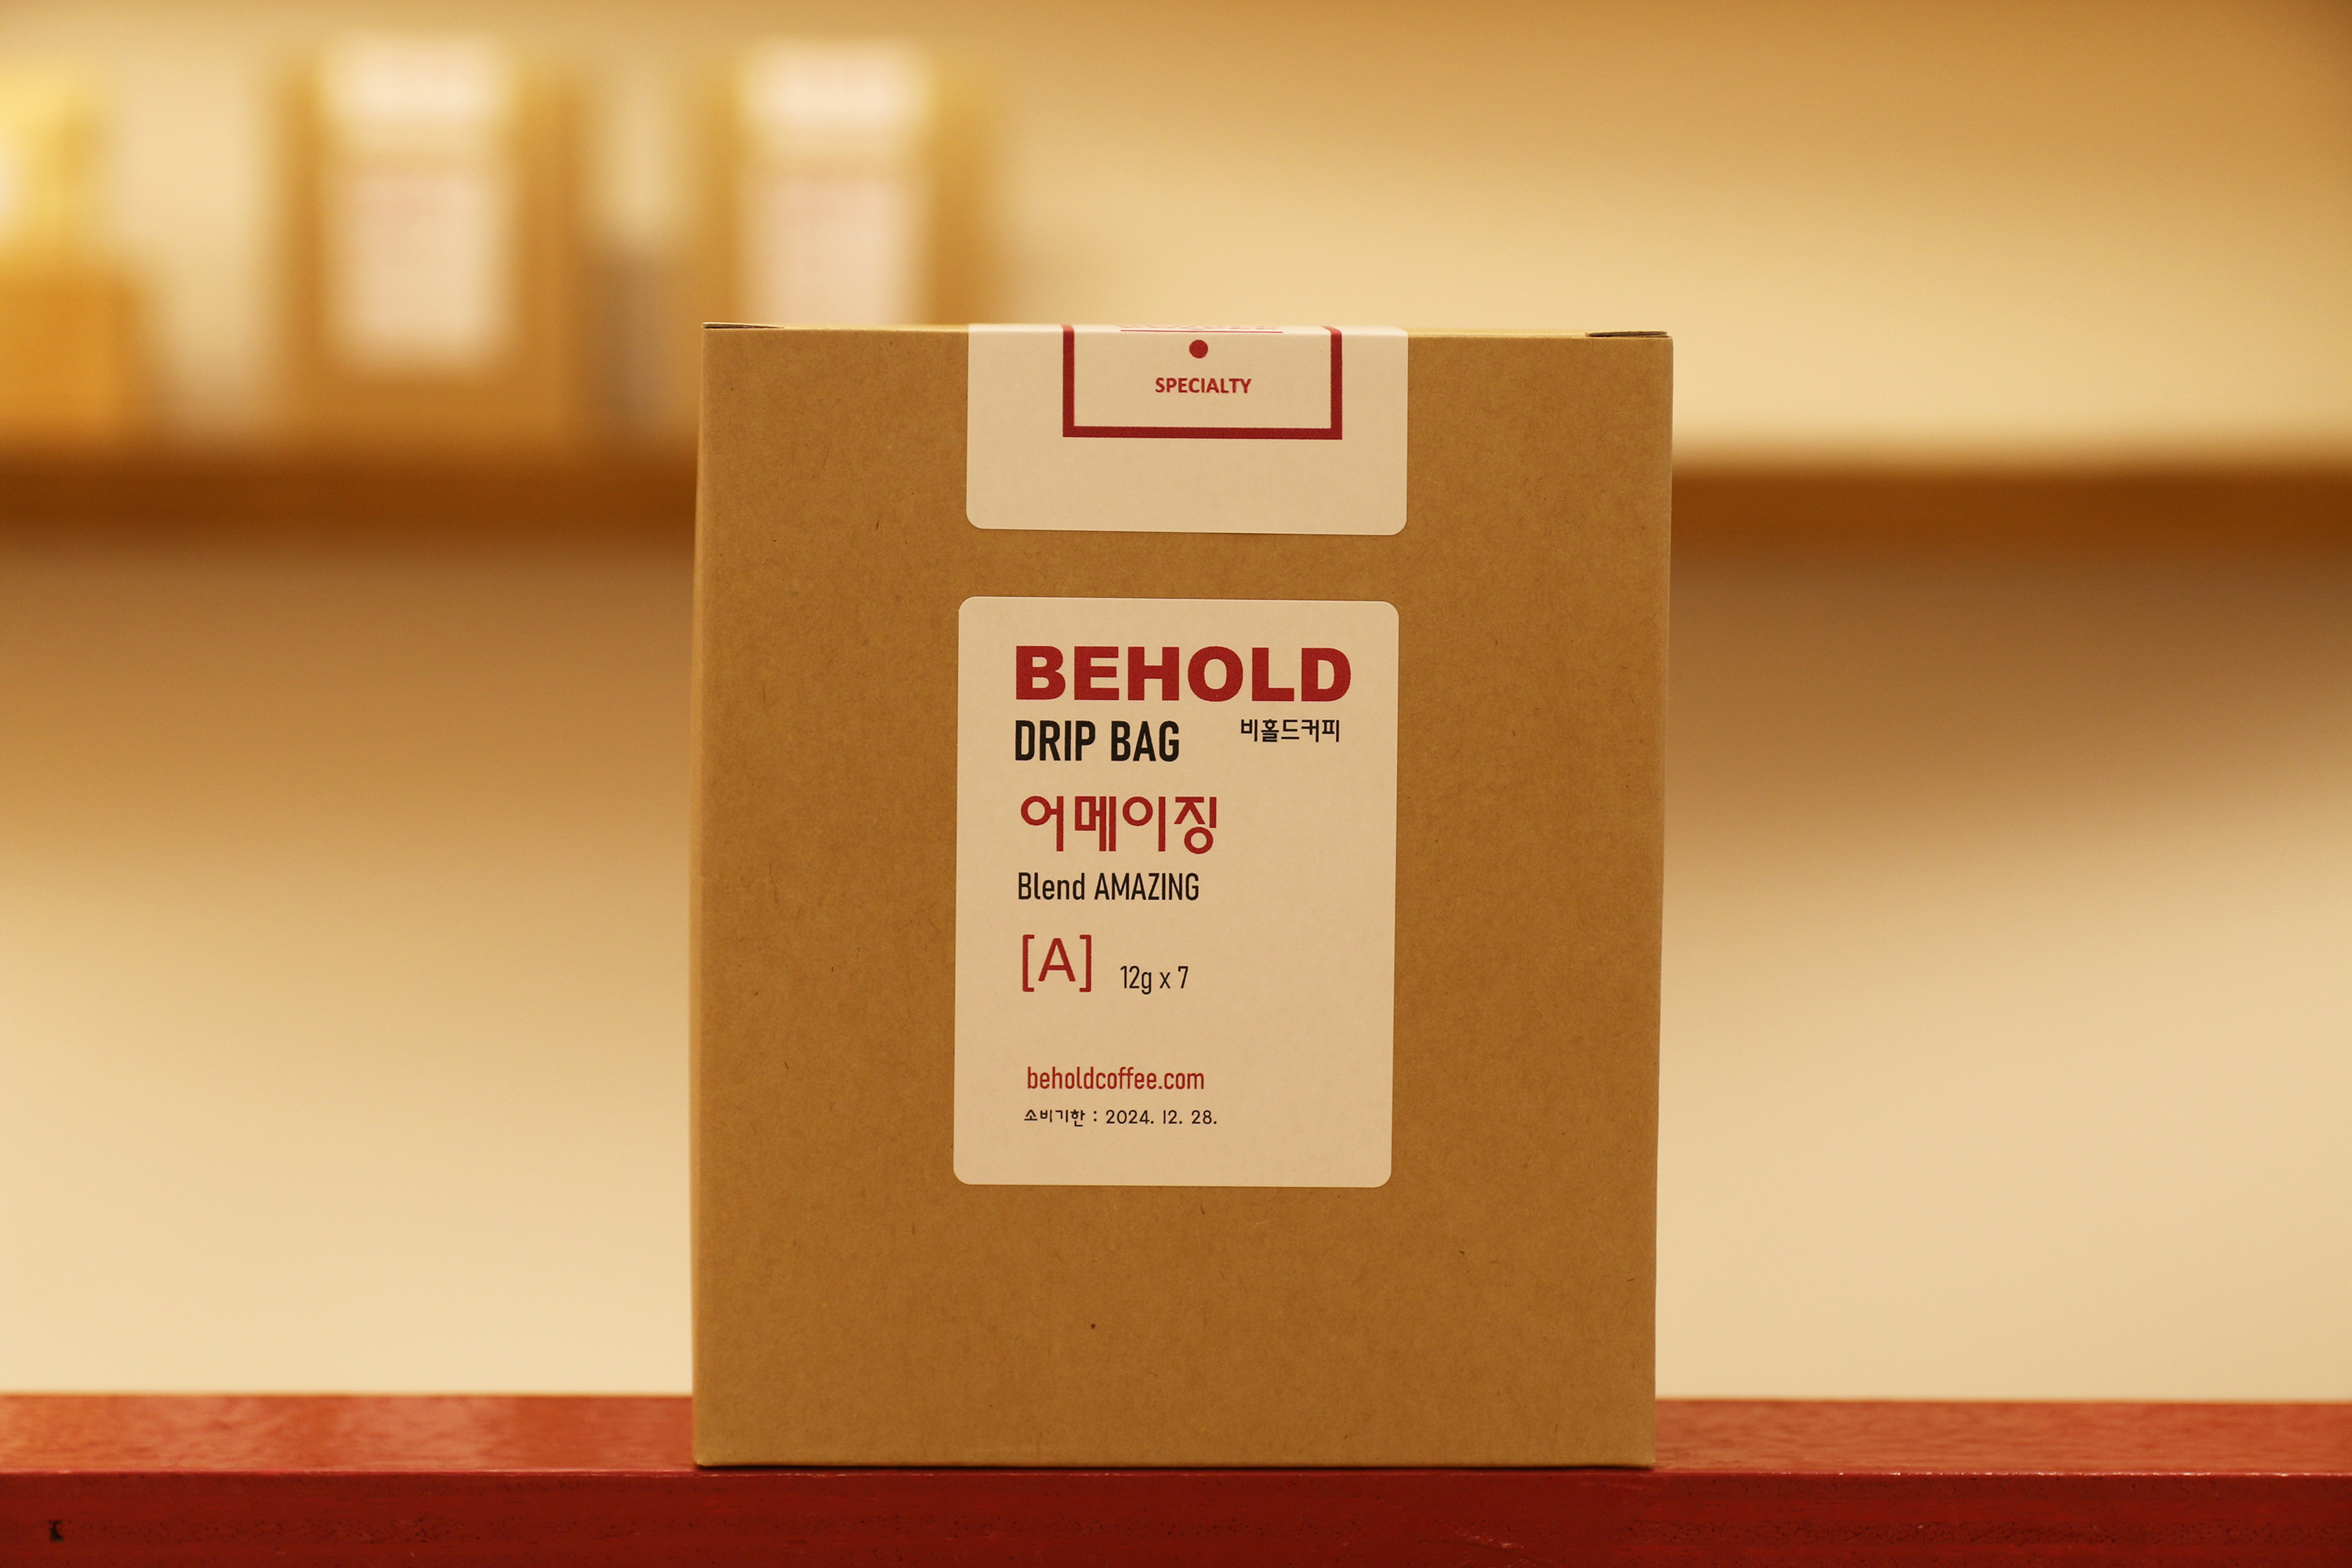 SPECIALTY
BEHOLD
DRIP BAG 비홀드커피
어메이징
Blend AMAZING
[A] 12g x 7
beholdcoffee.com
소비기한 : 2024. 12. 28.